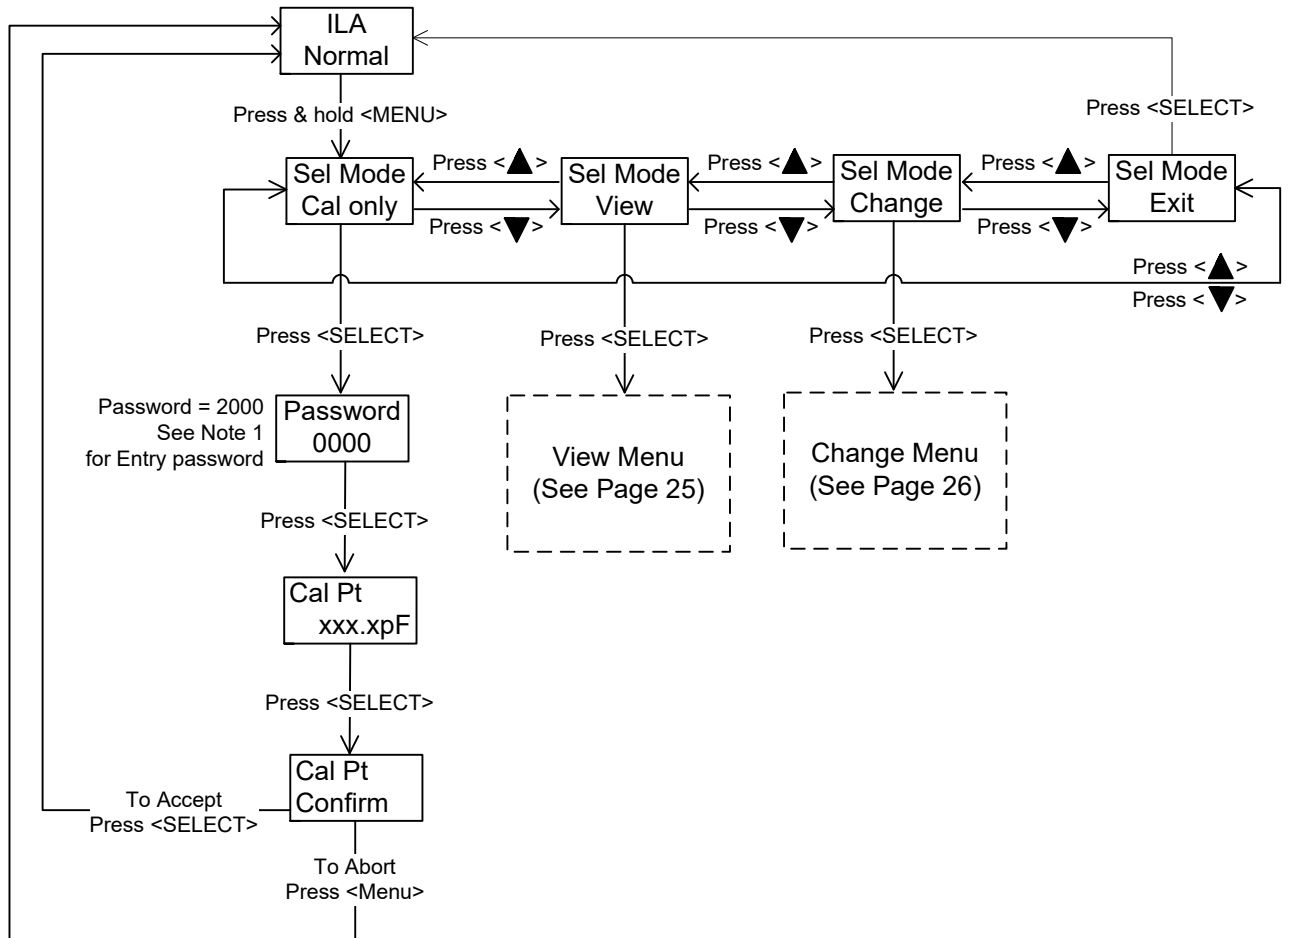 ILA
Normal
Press & hold <MENU>
Press <SELECT>
Sel Mode
Cal only
Press <▲>
Press <▼>
Sel Mode
View
Press <▲>
Press <▼>
Sel Mode
Change
Press <▲>
Press <▼>
Sel Mode
Exit
Press <▲>
Press <▼>
Press <SELECT>
Press <SELECT>
Press <SELECT>
Password = 2000
See Note 1
for Entry password
Password
0000
View Menu
(See Page 25)
Change Menu
(See Page 26)
Press <SELECT>
Cal Pt
xxx.xpF
Press <SELECT>
Cal Pt
Confirm
To Accept
Press <SELECT>
To Abort
Press <Menu>